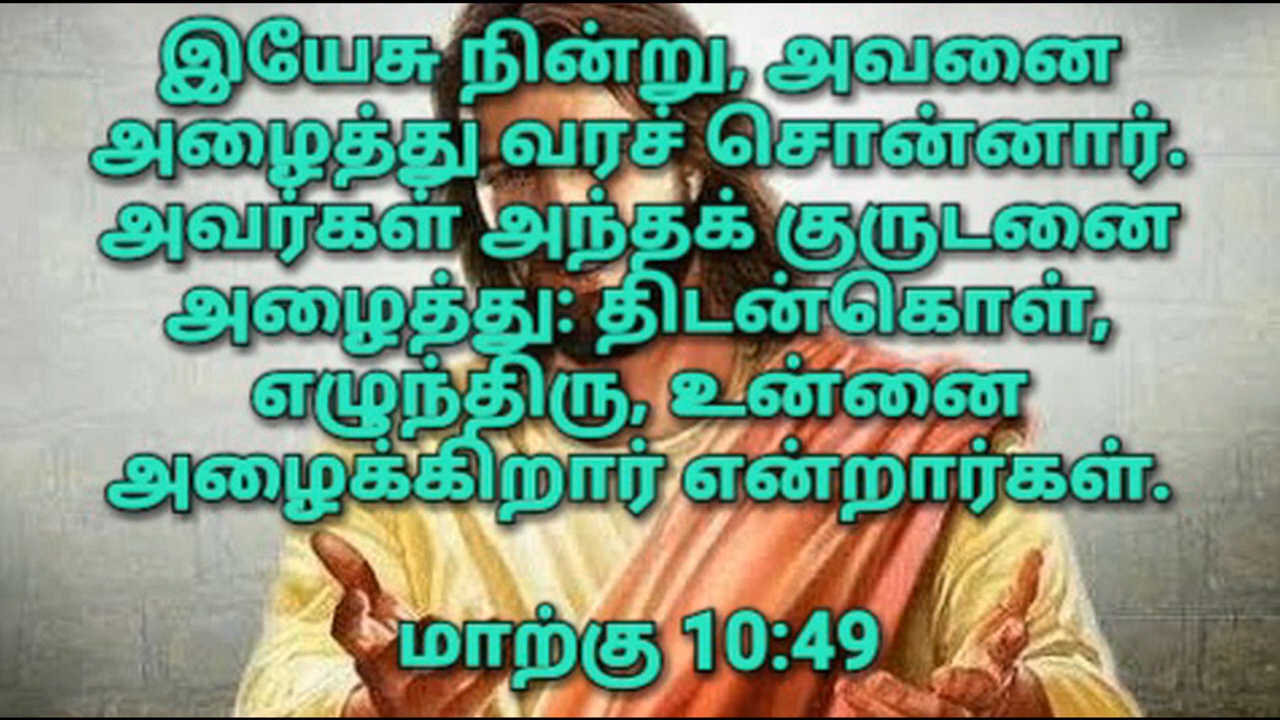 இயேசு நின்று, அவனை
அழைத்து வரச் சொன்னார்.
அவர்கள் அந்தக் குருடனை
அழைத்து: திடன்கொள்,
எழுந்திரு, உன்னை
அழைக்கிறார் என்றார்கள்.
மாற்கு 10:49